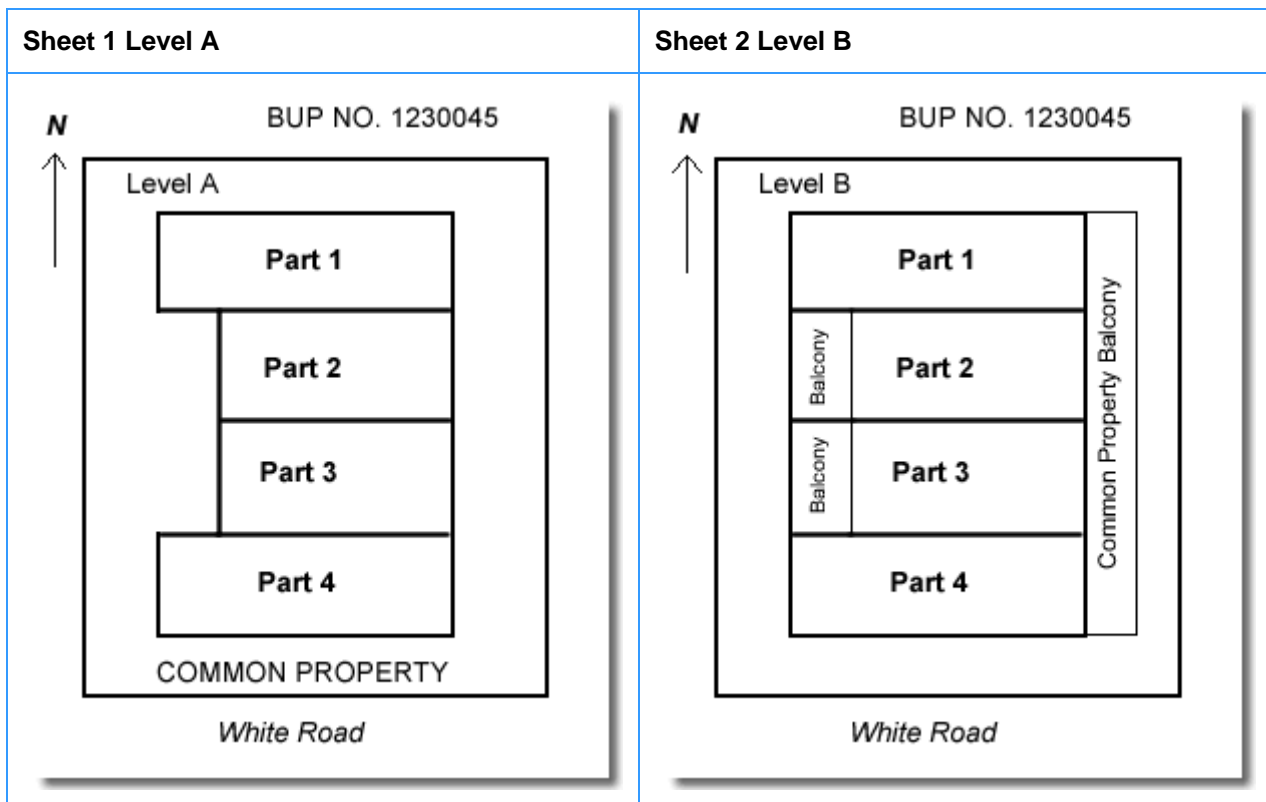 Sheet 1 Level A
BUP NO. 1230045
N
Level A
Part 1
Part 2
Part 3
Part 4
COMMON PROPERTY
White Road
Sheet 2 Level B
BUP NO. 1230045
N
Level B
Part 1
Balcony
Part 2
Balcony
Part 3
Part 4
Common Property Balcony
White Road